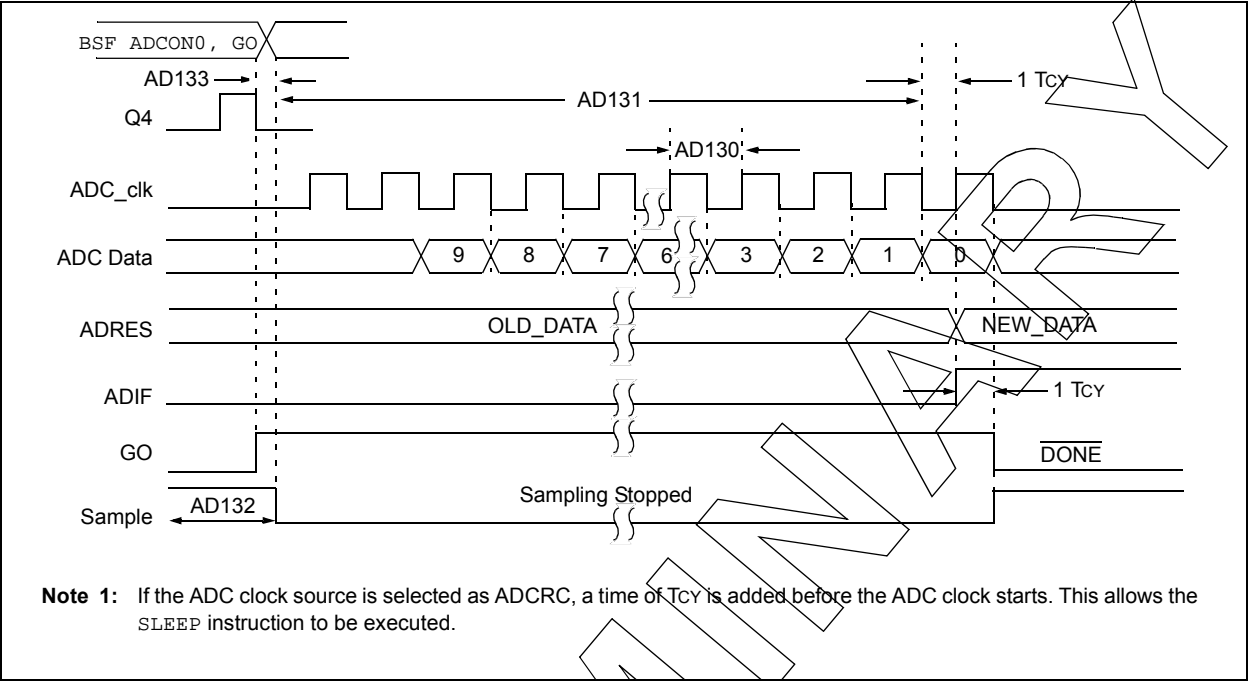 BSF ADCON0, GO
AD133
1 TCY
AD131
Q4
AD130
ADC_clk
ADC Data
9 8 7 6 3 2 1 0
ADRES
OLD_DATA
NEW_DATA
ADIF
1 TCY
GO
DONE
Sample
AD132
Sampling Stopped
Note 1: If the ADC clock source is selected as ADCRC, a time of TCY is added before the ADC clock starts. This allows the
SLEEP instruction to be executed.